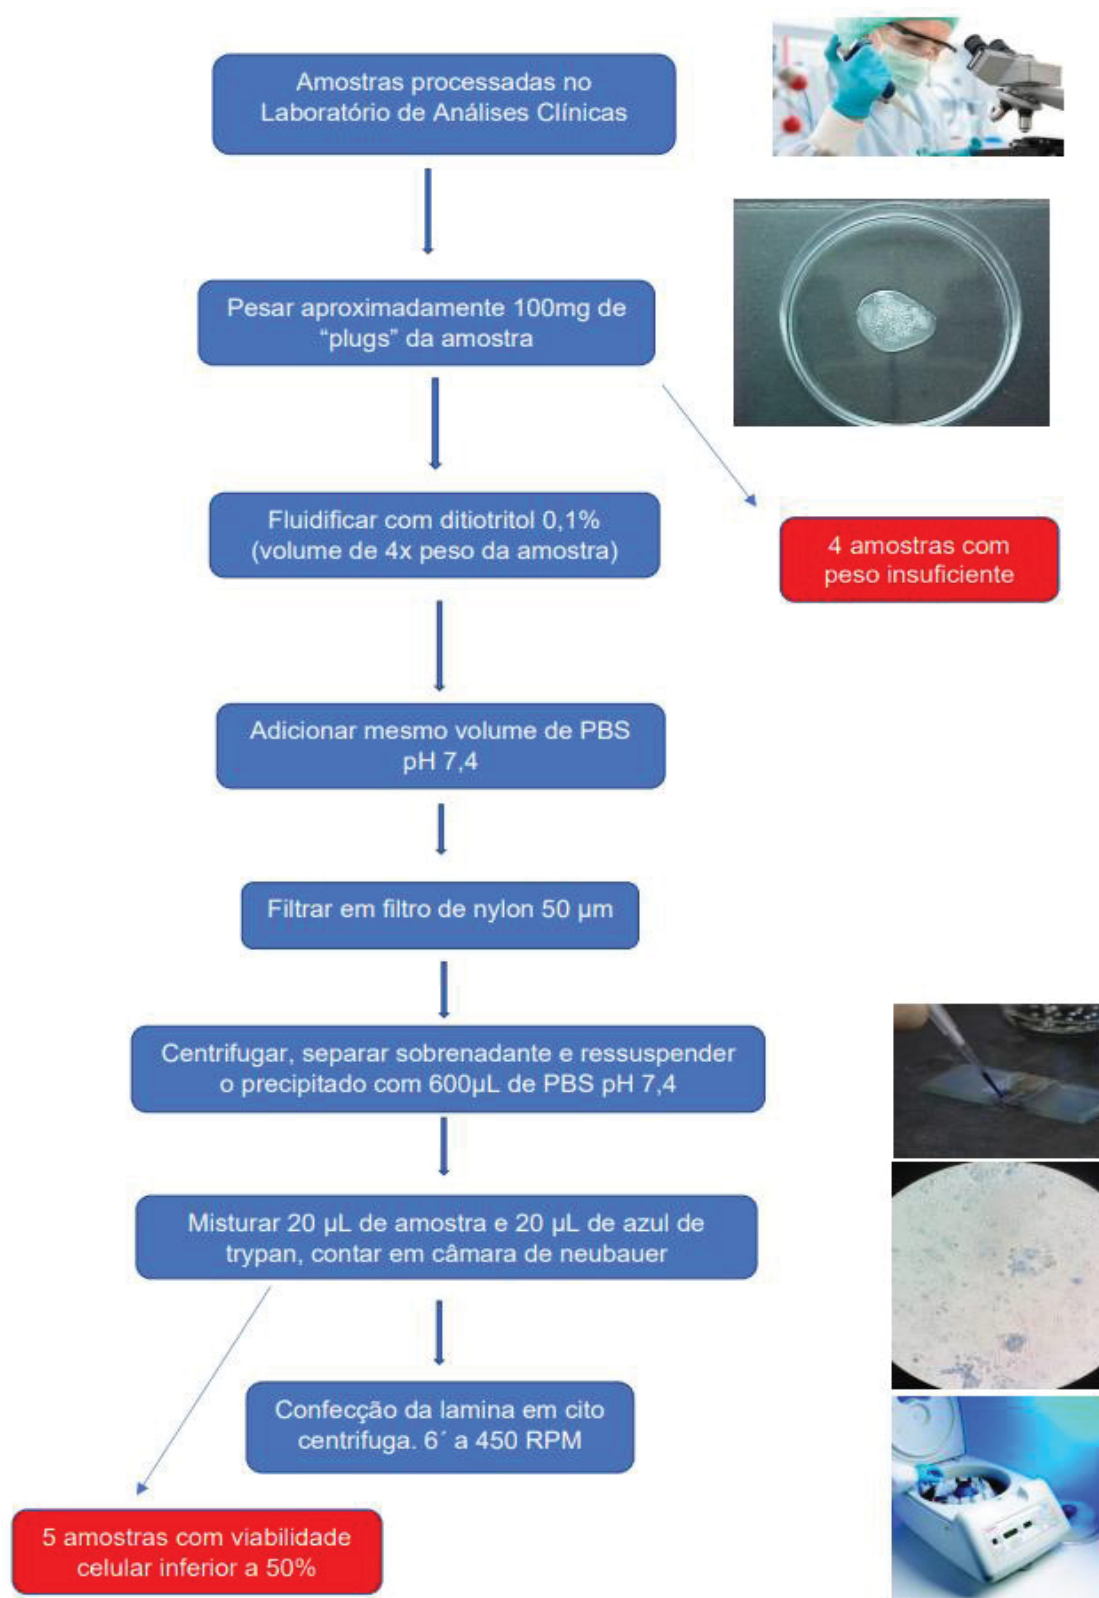 Amostras processadas no
Laboratório de Análises Clínicas
Pesar aproximadamente 100mg de
“plugs” da amostra
Fluidificar com ditiotritol 0,1%
(volume de 4x peso da amostra)
4 amostras com
peso insuficiente
Adicionar mesmo volume de PBS
pH 7,4
Filtrar em filtro de nylon 50 µm
Centrifugar, separar sobrenadante e ressuspender
o precipitado com 600µL de PBS pH 7,4
Misturar 20 µL de amostra e 20 µL de azul de
trypan, contar em câmara de neubauer
Confecção da lamina em cito
centrifuga. 6´ a 450 RPM
5 amostras com viabilidade
celular inferior a 50%